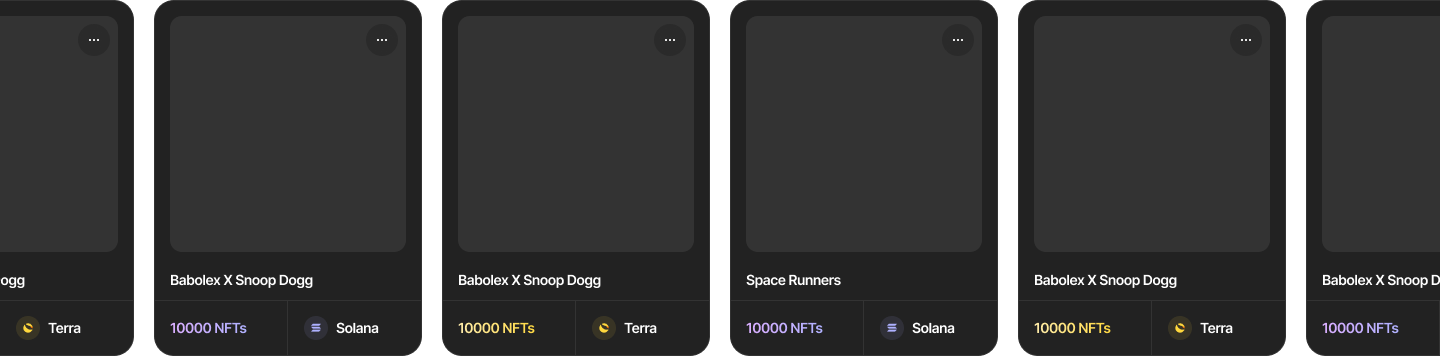 ogg
Terra
Babolex X Snoop Dogg
10000 NFTs
Solana
Babolex X Snoop Dogg
10000 NFTs
Terra
Space Runners
10000 NFTs
Solana
Babolex X Snoop Dogg
10000 NFTs
Terra
Babolex X Snoop D
10000 NFTs